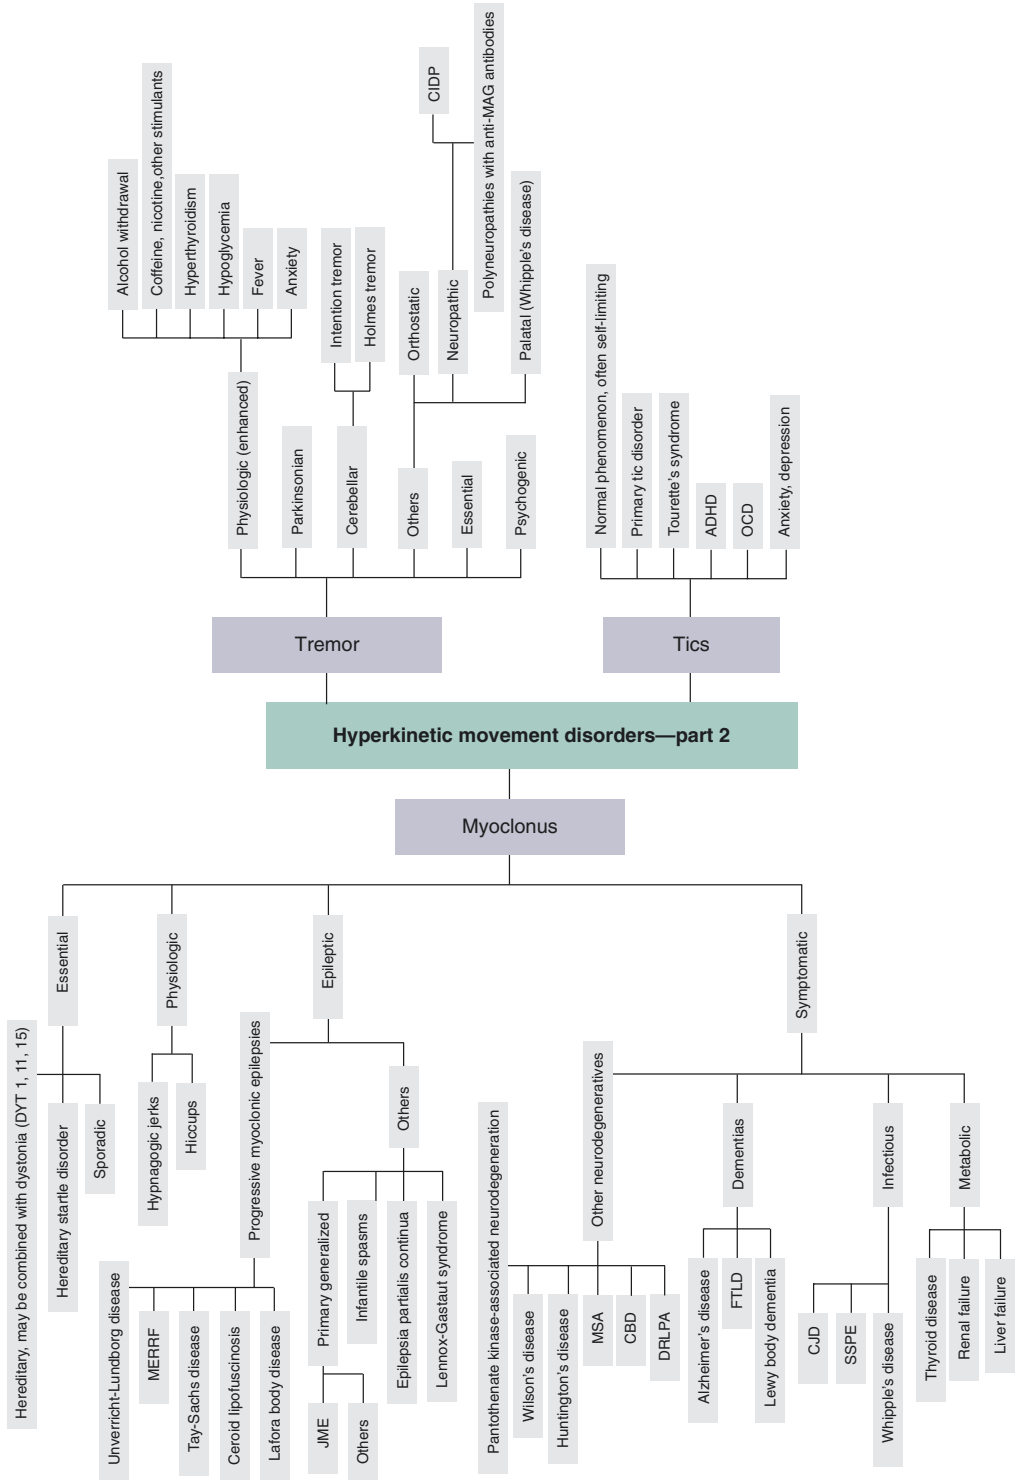 Hyperkinetic movement disorders—part 2
Tremor
Physiologic (enhanced)
Alcohol withdrawal
Coffeine, nicotine,other stimulants
Hyperthyroidism
Hypoglycemia
Fever
Anxiety
Parkinsonian
Cerebellar
Intention tremor
Holmes tremor
Others
Orthostatic
Neuropathic
CIDP
Polyneuropathies with anti-MAG antibodies
Palatal (Whipple's disease)
Essential
Psychogenic
Tics
Normal phenomenon, often self-limiting
Primary tic disorder
Tourette's syndrome
ADHD
OCD
Anxiety, depression
Myoclonus
Essential
Hereditary, may be combined with dystonia (DYT 1, 11, 15)
Hereditary startle disorder
Sporadic
Physiologic
Hypnagogic jerks
Hiccups
Epileptic
Progressive myoclonic epilepsies
Unverricht-Lundborg disease
MERRF
Tay-Sachs disease
Ceroid lipofuscinosis
Lafora body disease
Others
Primary generalized
JME
Others
Infantile spasms
Epilepsia partialis continua
Lennox-Gastaut syndrome
Symptomatic
Other neurodegeneratives
Pantothenate kinase-associated neurodegeneration
Wilson's disease
Huntington's disease
MSA
CBD
DRLPA
Dementias
Alzheimer's disease
FTLD
Lewy body dementia
Infectious
CJD
SSPE
Whipple's disease
Metabolic
Thyroid disease
Renal failure
Liver failure